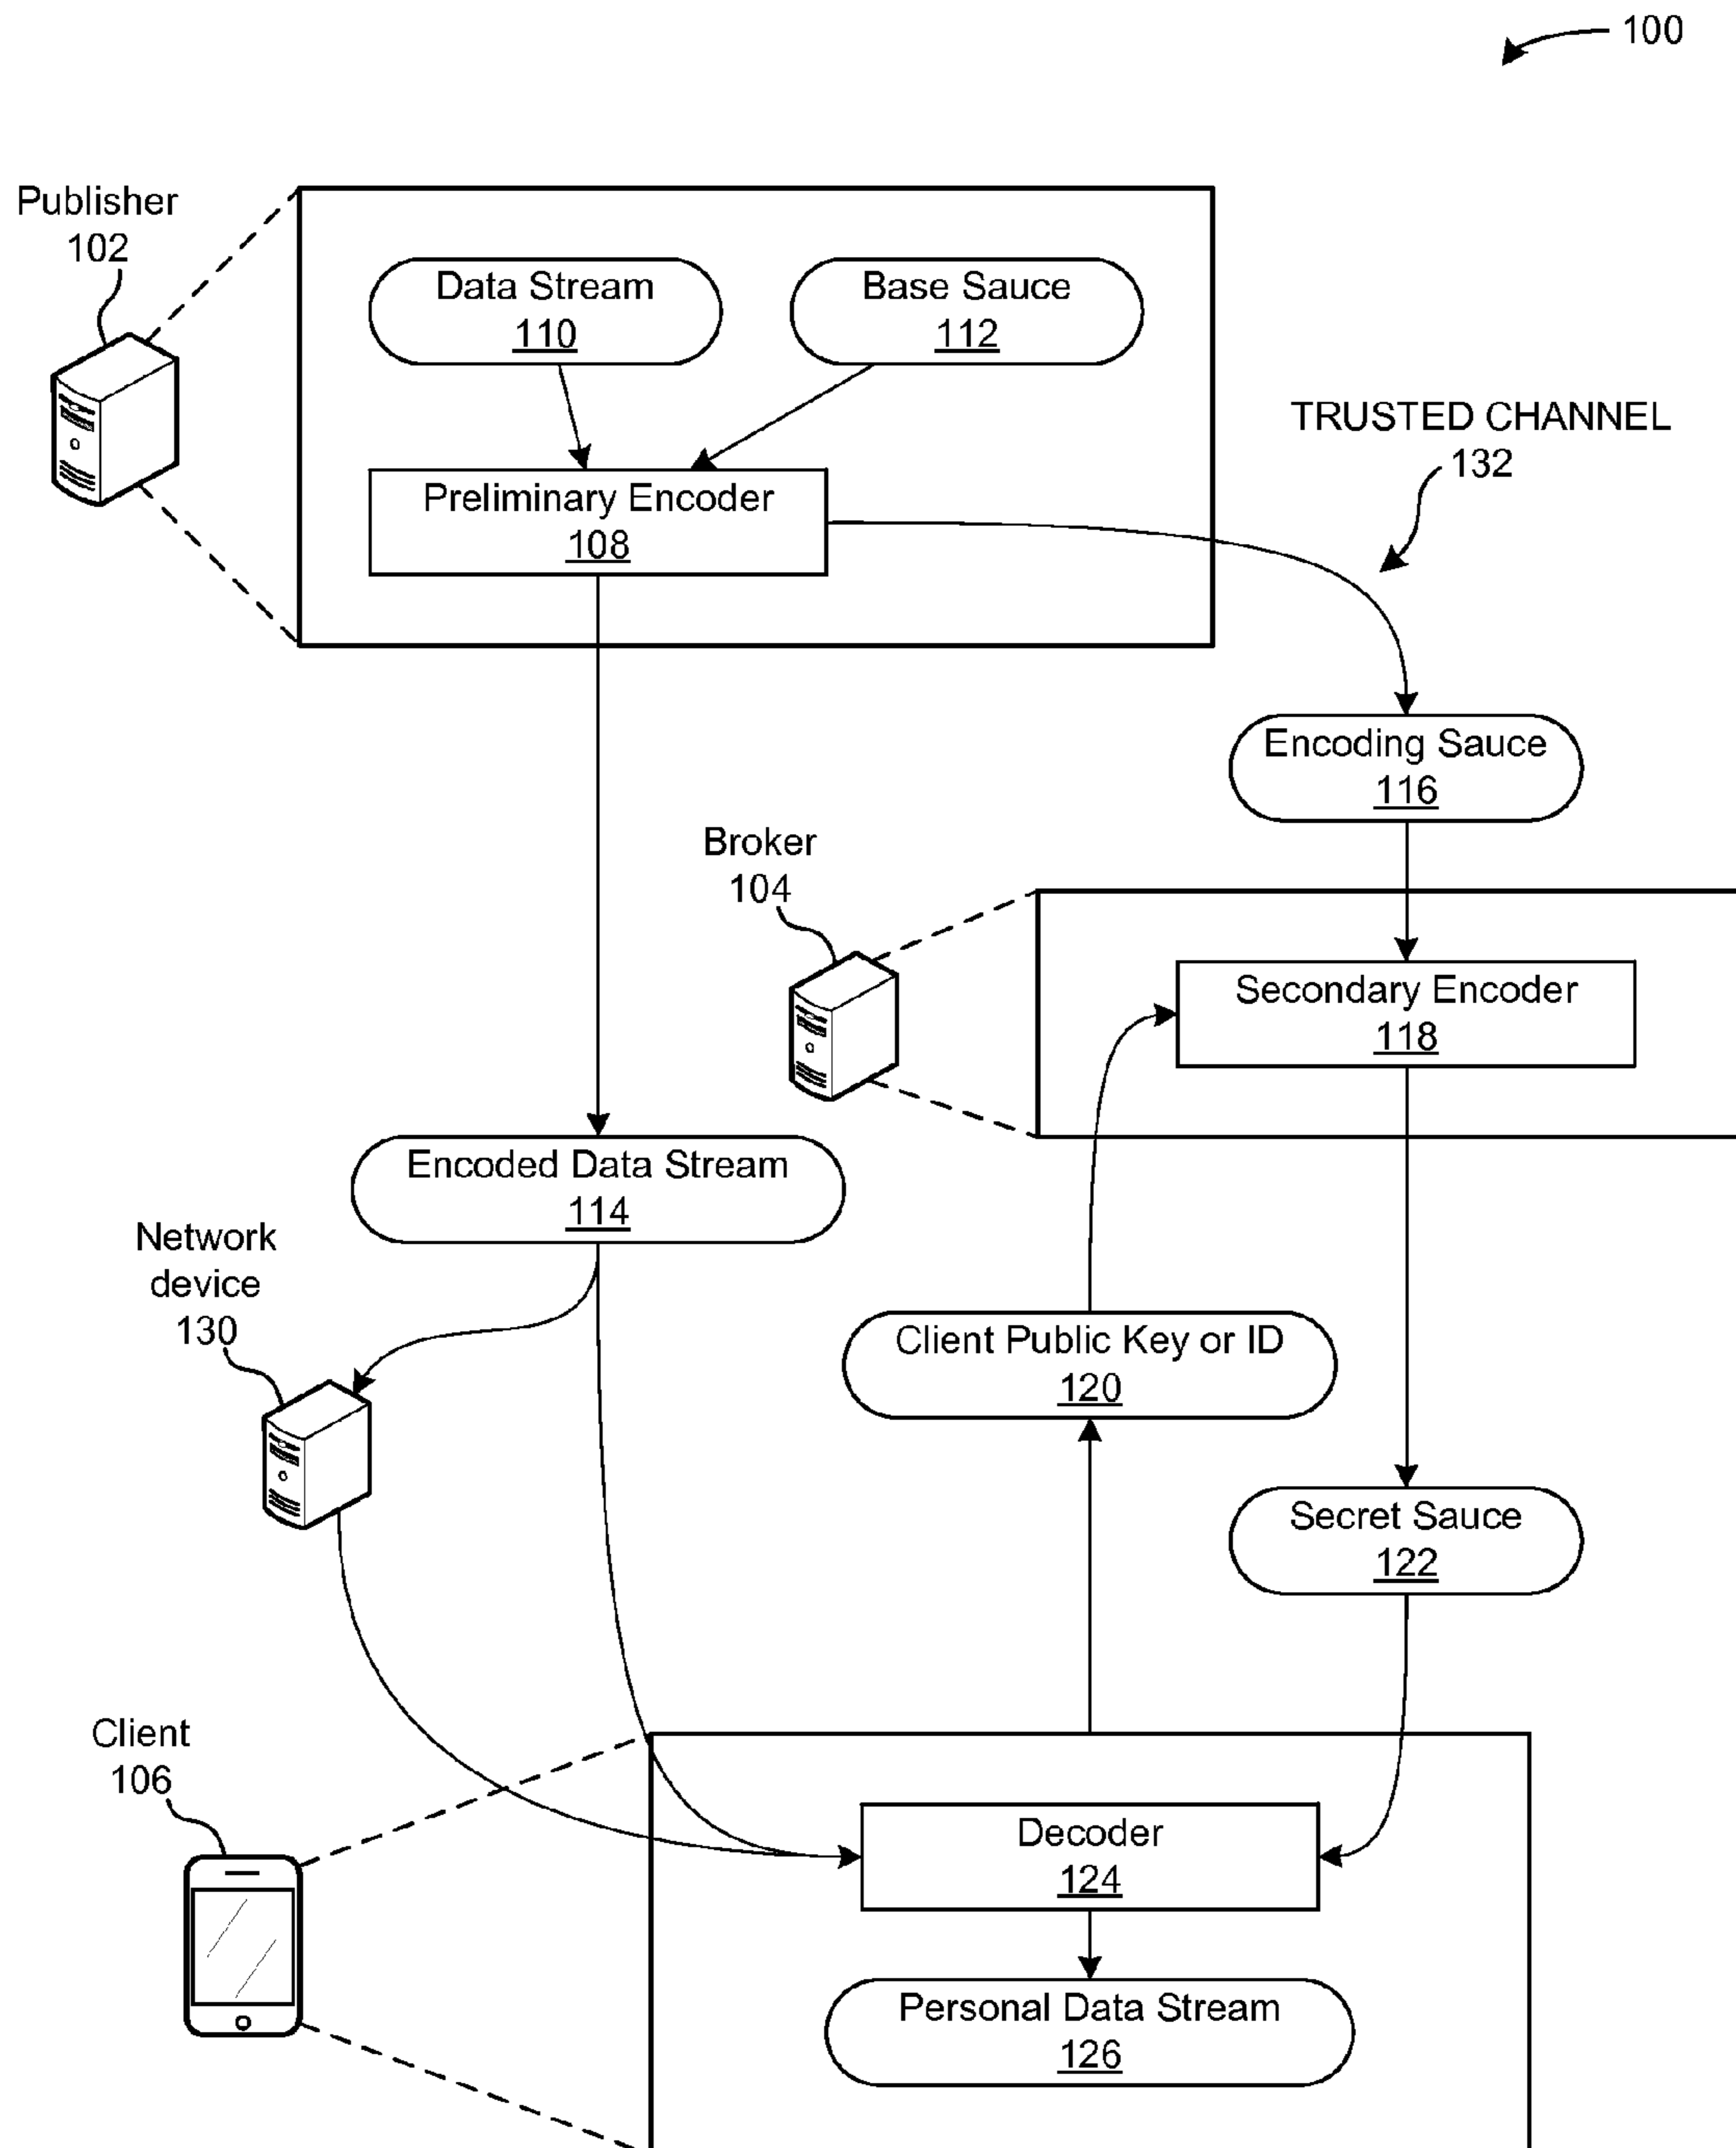 100
Publisher
102
Data Stream
110
Base Sauce
112
TRUSTED CHANNEL
132
Preliminary Encoder
108
Encoding Sauce
116
Broker
104
Secondary Encoder
118
Encoded Data Stream
114
Network
device
130
Client Public Key or ID
120
Secret Sauce
122
Client
106
Decoder
124
Personal Data Stream
126